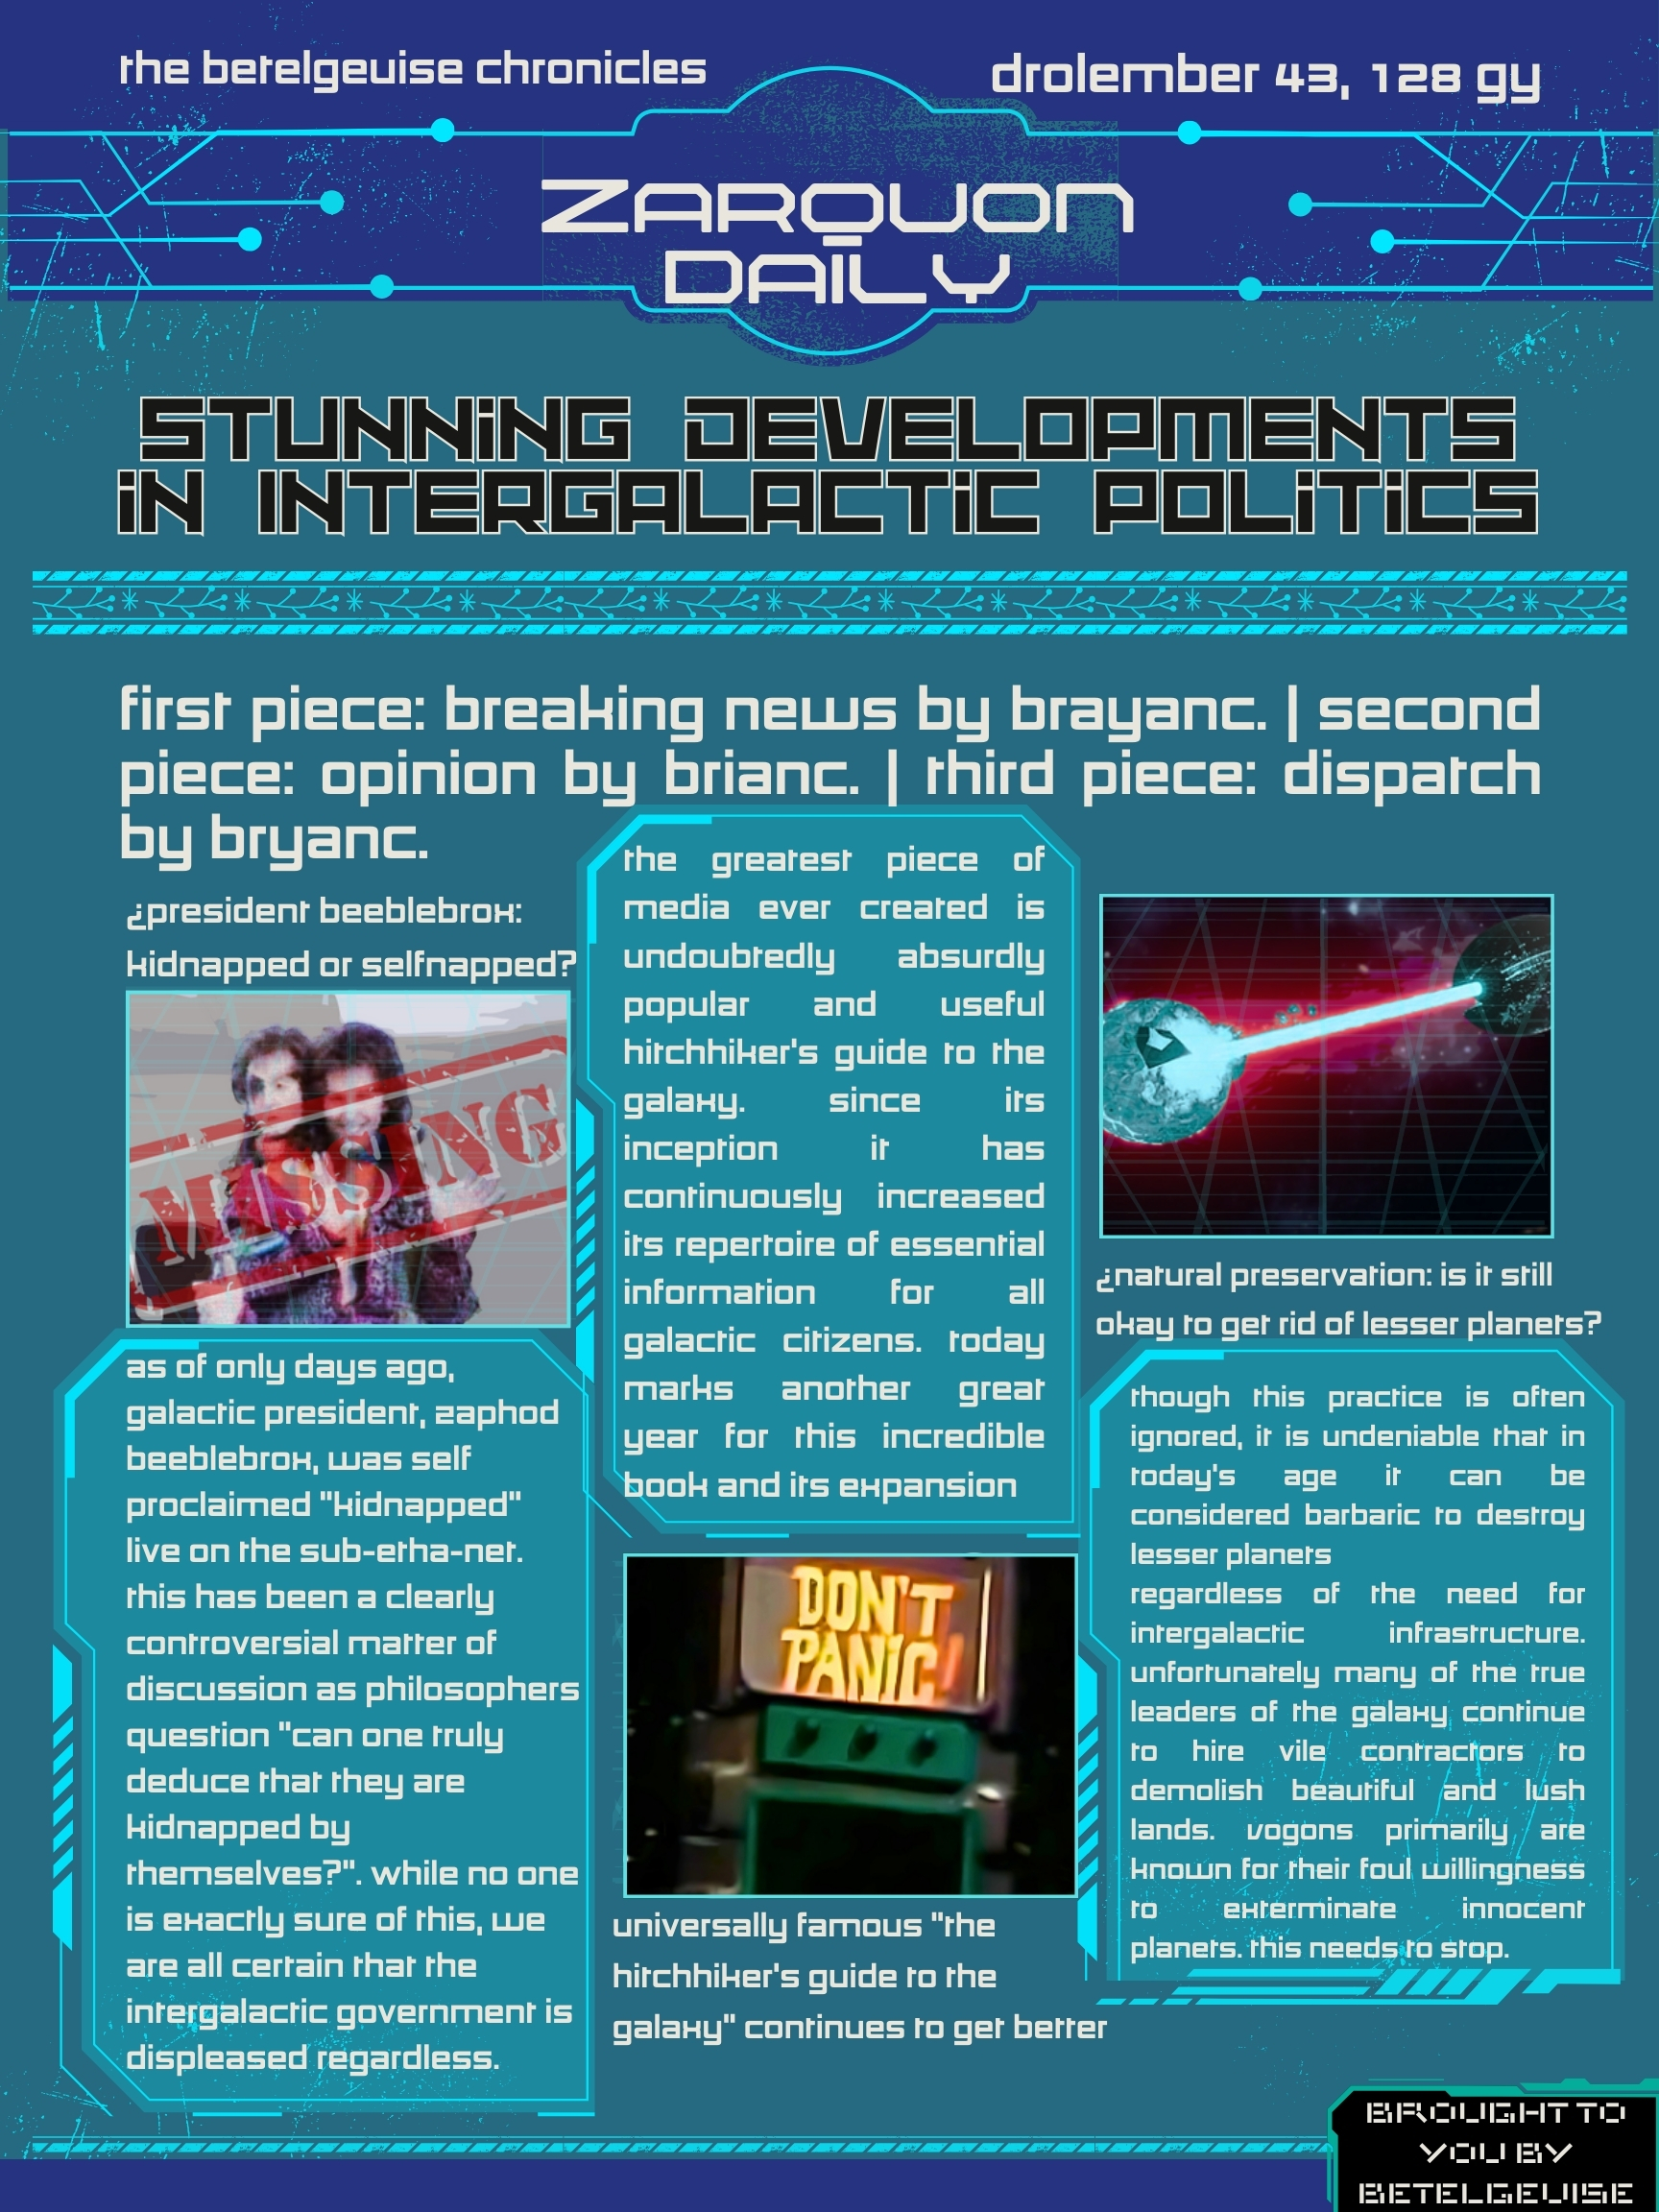 the betelgeuise chronicles
drolember 43, 128 gy
ZARQUON
DAILY
STUNNING DEVELOPMENTS
IN INTERGALACTIC POLITICS
first piece: breaking news by brayanc. | second
piece: opinion by brianc. | third piece: dispatch
by bryanc.
¿president beeblebrox:
kidnapped or selfnapped?
MISSING
as of only days ago,
galactic president, zaphod
beeblebrox, was self
proclaimed "kidnapped"
live on the sub-etha-net.
this has been a clearly
controversial matter of
discussion as philosophers
question "can one truly
deduce that they are
kidnapped by
themselves?". while no one
is exactly sure of this, we
are all certain that the
intergalactic government is
displeased regardless.
the greatest piece of
media ever created is
undoubtedly absurdly
popular and useful
hitchhiker's guide to the
galaxy. since its
inception it has
continuously increased
its repertoire of essential
information for all
galactic citizens. today
marks another great
year for this incredible
book and its expansion
DON'T
PANIC!
universally famous "the
hitchhiker's guide to the
galaxy" continues to get better
¿natural preservation: is it still
okay to get rid of lesser planets?
though this practice is often
ignored, it is undeniable that in
today's age it can be
considered barbaric to destroy
lesser planets
regardless of the need for
intergalactic infrastructure.
unfortunately many of the true
leaders of the galaxy continue
to hire vile contractors to
demolish beautiful and lush
lands. vogons primarily are
known for their foul willingness
to exterminate innocent
planets. this needs to stop.
BROUGHT TO
YOU BY
BETELGEUISE